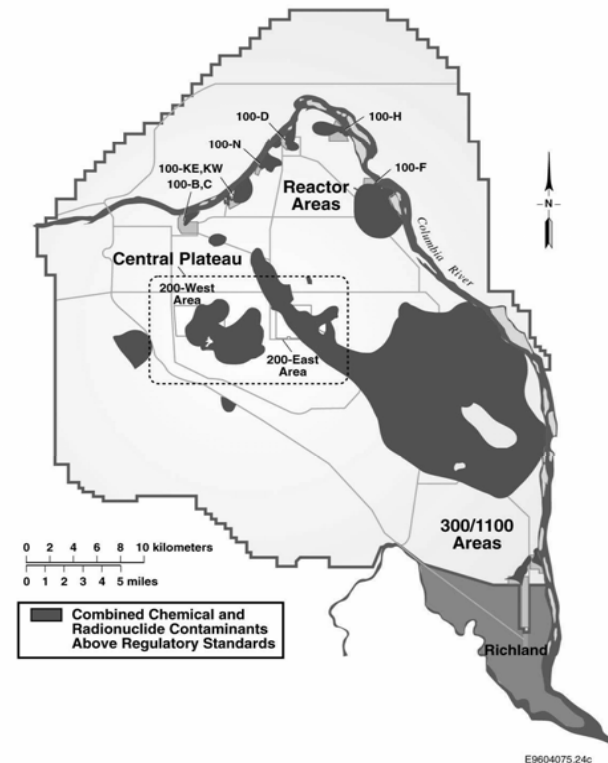 100-D
100-H
100-N
100-KE,KW
100-B,C
100-F
Reactor
Areas
N
Columbia River
Central Plateau
200-West
Area
200-East
Area
300/1100
Areas
0 2 4 6 8 10 kilometers
0 1 2 3 4 5 miles
Combined Chemical and
Radionuclide Contaminants
Above Regulatory Standards
Richland
E9604075.24c